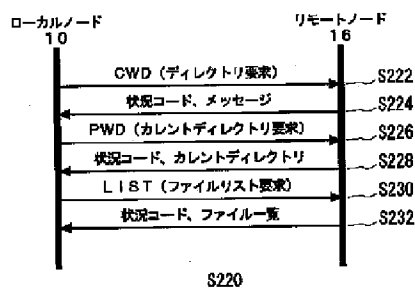 ローカルノード リモートノード
10 16
CWD（ディレクトリ要求） S222
状況コード、メッセージ S224
PWD（カレントディレクトリ要求） S226
状況コード、カレントディレクトリ S228
LIST（ファイルリスト要求） S230
状況コード、ファイル一覧 S232
S220